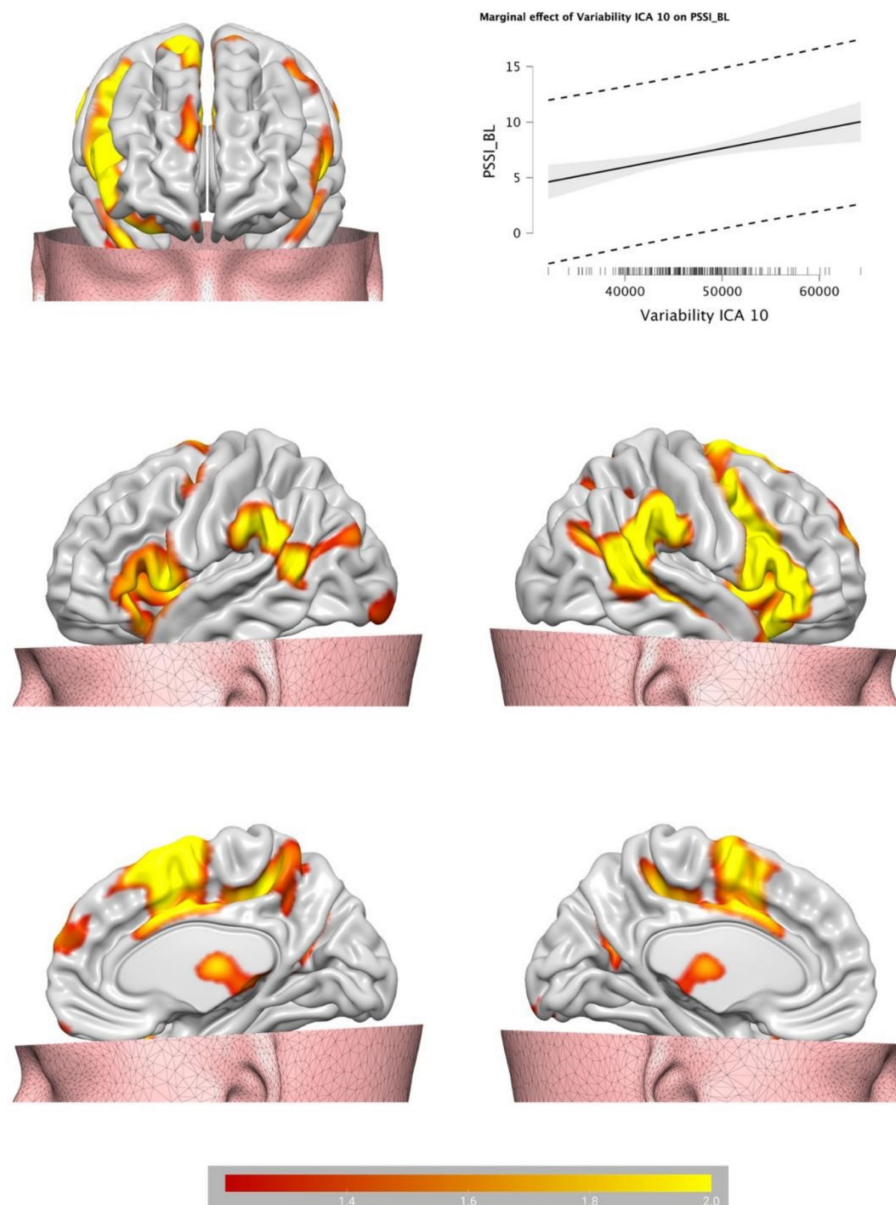 Marginal effect of Variability ICA 10 on PSSI_BL
15
10
5
0
PSSI_BL
40000 50000 60000
Variability ICA 10
1.4 1.6 1.8 2.0